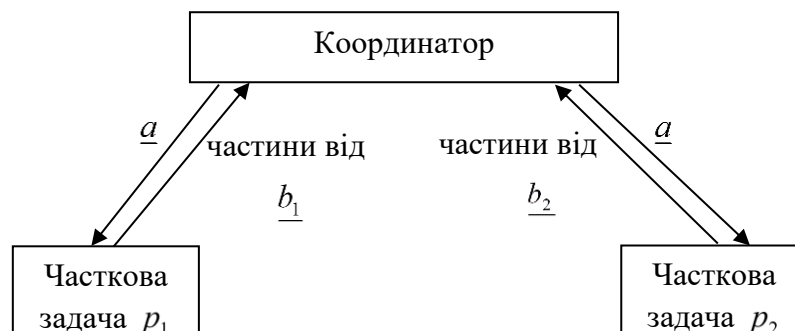 Координатор
a
частини від
b₁
частини від
b₂
a
Часткова
задача p₁
Часткова
задача p₂